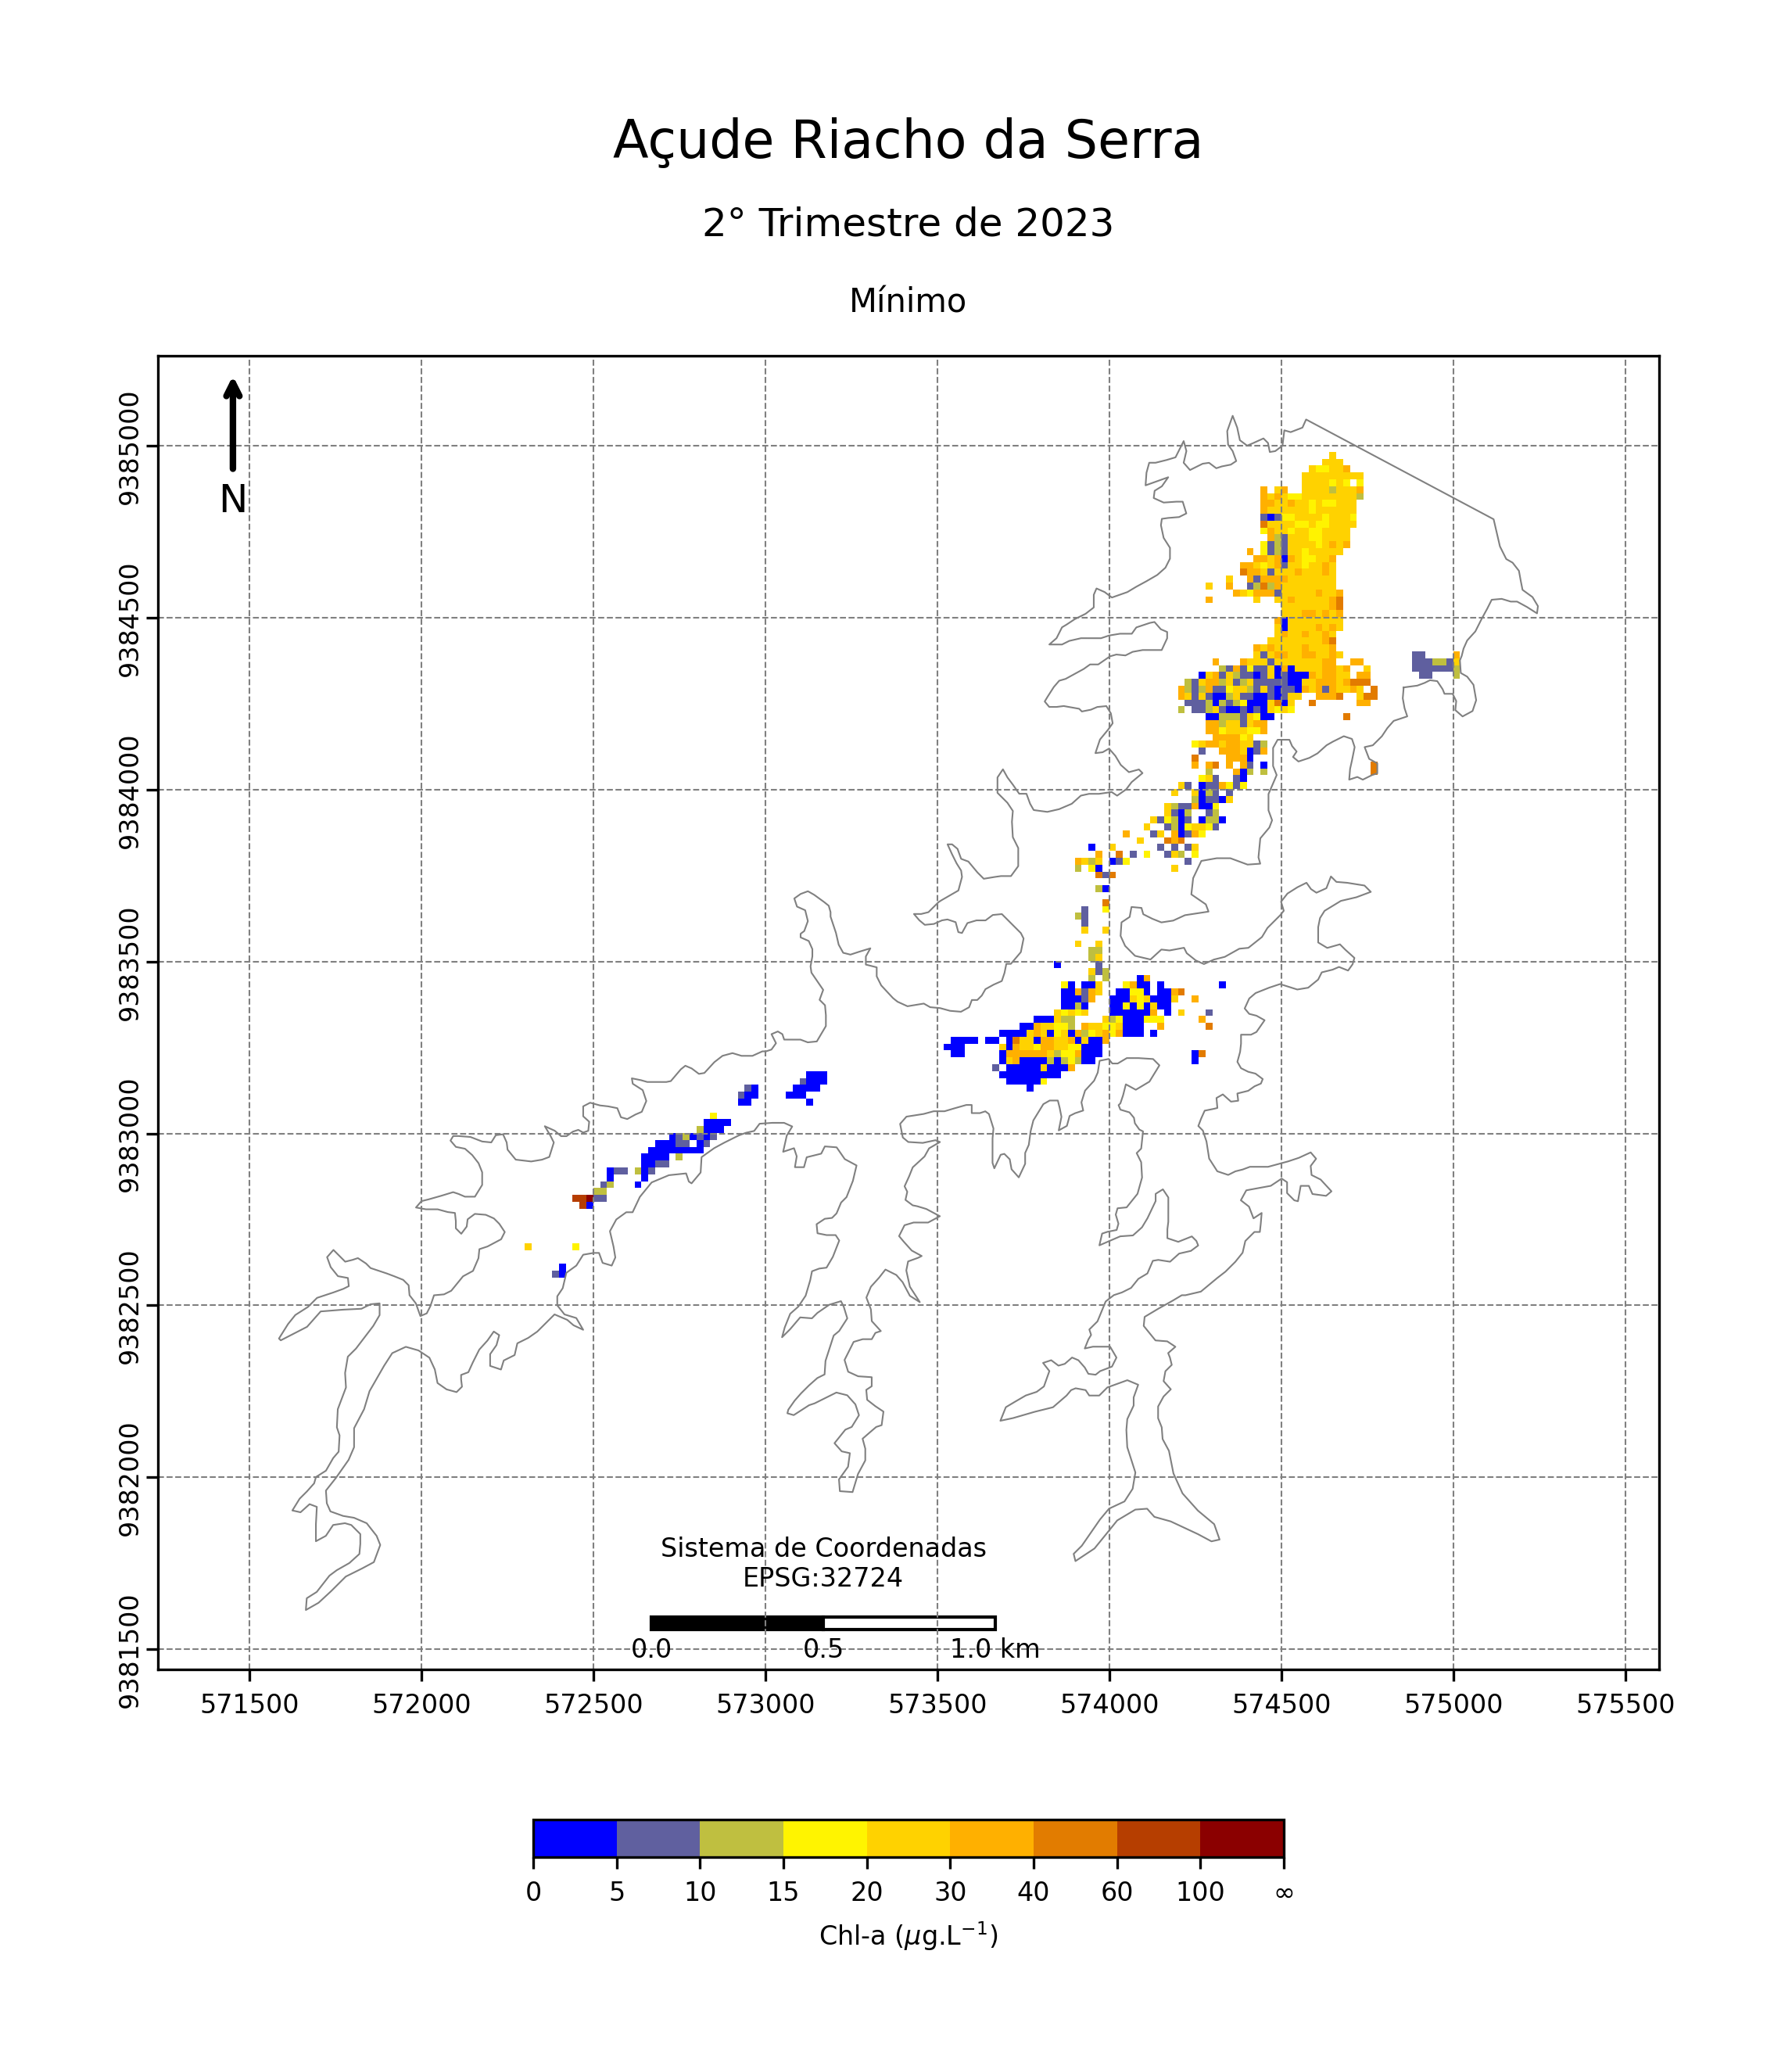 Açude Riacho da Serra
2° Trimestre de 2023
Mínimo
N
9385000
9384500
9384000
9383500
9383000
9382500
9382000
9381500
Sistema de Coordenadas
EPSG:32724
0.0 0.5 1.0 km
571500 572000 572500 573000 573500 574000 574500 575000 575500
0 5 10 15 20 30 40 60 100 ∞
Chl-a (μg.L⁻¹)